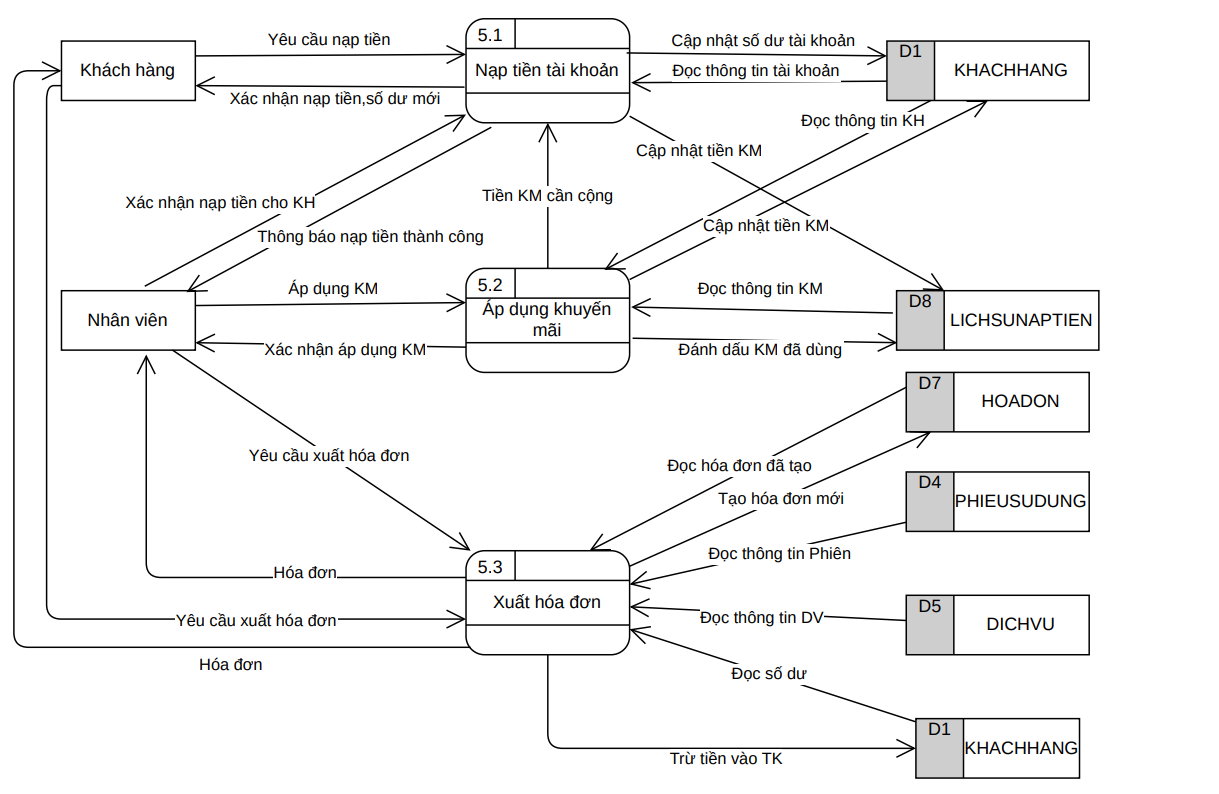 Yêu cầu nạp tiền
5.1
Cập nhật số dư tài khoản
D1
Khách hàng
Nạp tiền tài khoản
Đọc thông tin tài khoản
KHACHHANG
Xác nhận nạp tiền,số dư mới
Đọc thông tin KH
Cập nhật tiền KM
Xác nhận nạp tiền cho KH
Tiền KM cần cộng
Cập nhật tiền KM
Thông báo nạp tiền thành công
Áp dụng KM
5.2
Đọc thông tin KM
D8
Nhân viên
Áp dụng khuyến
mãi
LICHSUNAPTIEN
Xác nhận áp dụng KM
Đánh dấu KM đã dùng
D7
HOADON
Yêu cầu xuất hóa đơn
Đọc hóa đơn đã tạo
D4
Tạo hóa đơn mới
PHIEUSUDUNG
Đọc thông tin Phiên
5.3
Hóa đơn
Xuất hóa đơn
D5
Yêu cầu xuất hóa đơn
Đọc thông tin DV
DICHVU
Hóa đơn
Đọc số dư
D1
KHACHHANG
Trừ tiền vào TK